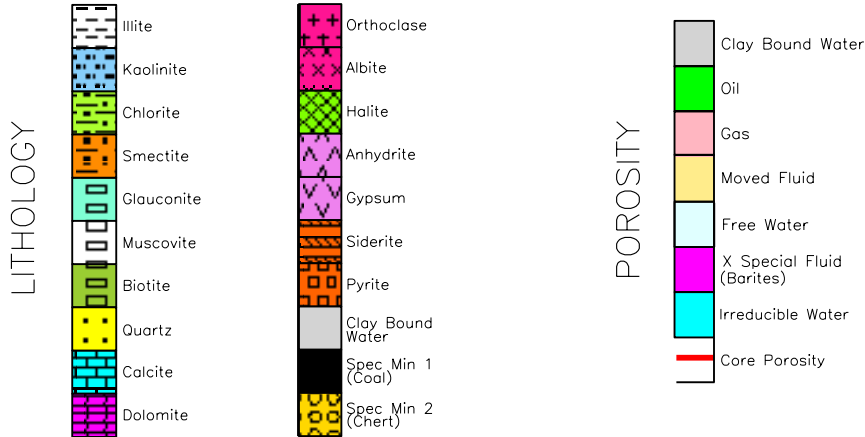 LITHOLOGY
Illite
Kaolinite
Chlorite
Smectite
Glauconite
Muscovite
Biotite
Quartz
Calcite
Dolomite
Orthoclase
Albite
Halite
Anhydrite
Gypsum
Siderite
Pyrite
Clay Bound
Water
Spec Min 1
(Coal)
Spec Min 2
(Chert)
POROSITY
Clay Bound Water
Oil
Gas
Moved Fluid
Free Water
X Special Fluid
(Barites)
Irreducible Water
Core Porosity